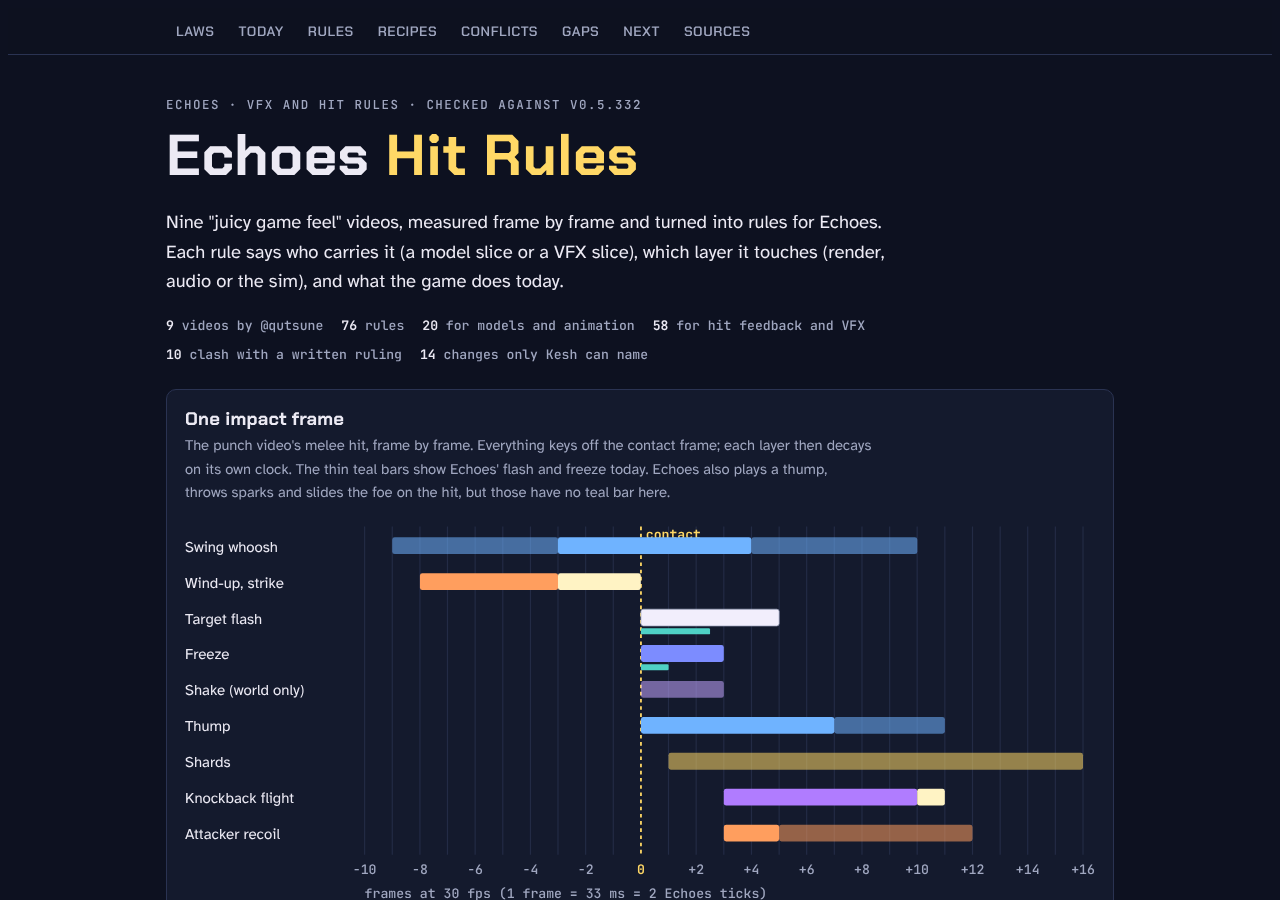 LAWS TODAY RULES RECIPES CONFLICTS GAPS NEXT SOURCES
ECHOES · VFX AND HIT RULES · CHECKED AGAINST V0.5.332
Echoes Hit Rules
Nine "juicy game feel" videos, measured frame by frame and turned into rules for Echoes.
Each rule says who carries it (a model slice or a VFX slice), which layer it touches (render,
audio or the sim), and what the game does today.
9 videos by @qutsune 76 rules 20 for models and animation 58 for hit feedback and VFX
10 clash with a written ruling 14 changes only Kesh can name
One impact frame
The punch video's melee hit, frame by frame. Everything keys off the contact frame; each layer then decays
on its own clock. The thin teal bars show Echoes' flash and freeze today. Echoes also plays a thump,
throws sparks and slides the foe on the hit, but those have no teal bar here.
contact
Swing whoosh
Wind-up, strike
Target flash
Freeze
Shake (world only)
Thump
Shards
Knockback flight
Attacker recoil
-10 -8 -6 -4 -2 0 +2 +4 +6 +8 +10 +12 +14 +16
frames at 30 fps (1 frame = 33 ms = 2 Echoes ticks)